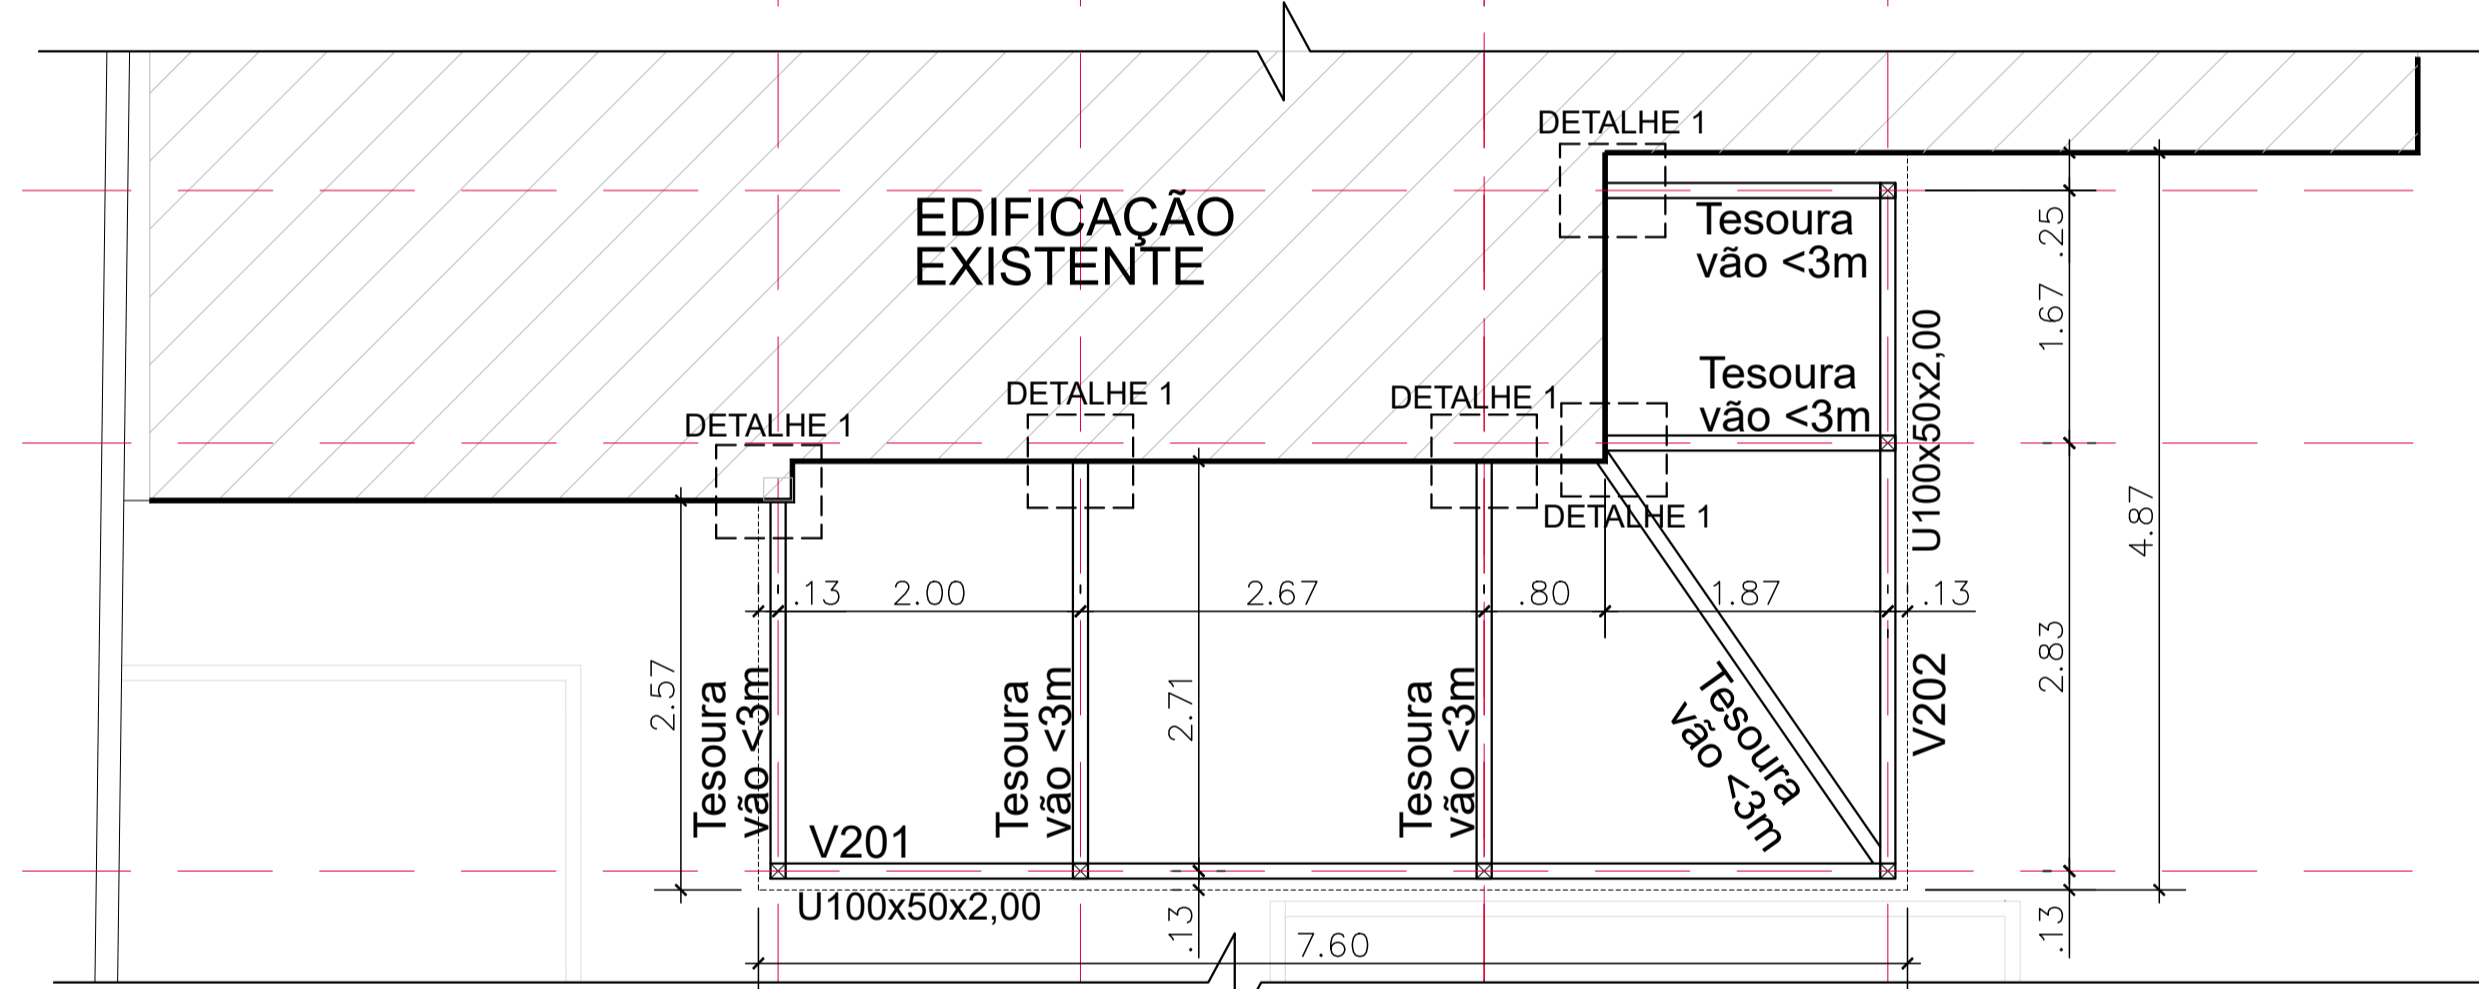 DETALHE 1
EDIFICAÇÃO
EXISTENTE
Tesoura
vão <3m
.25
1.67
U100x50x2,00
Tesoura
vão <3m
DETALHE 1
DETALHE 1
DETALHE 1
DETALHE 1
4.87
.13
2.00
2.67
.80
1.87
.13
2.57
Tesoura
vão <3m
Tesoura
vão <3m
2.71
Tesoura
vão <3m
Tesoura
vão <3m
V202
2.83
V201
U100x50x2,00
.13
7.60
.13